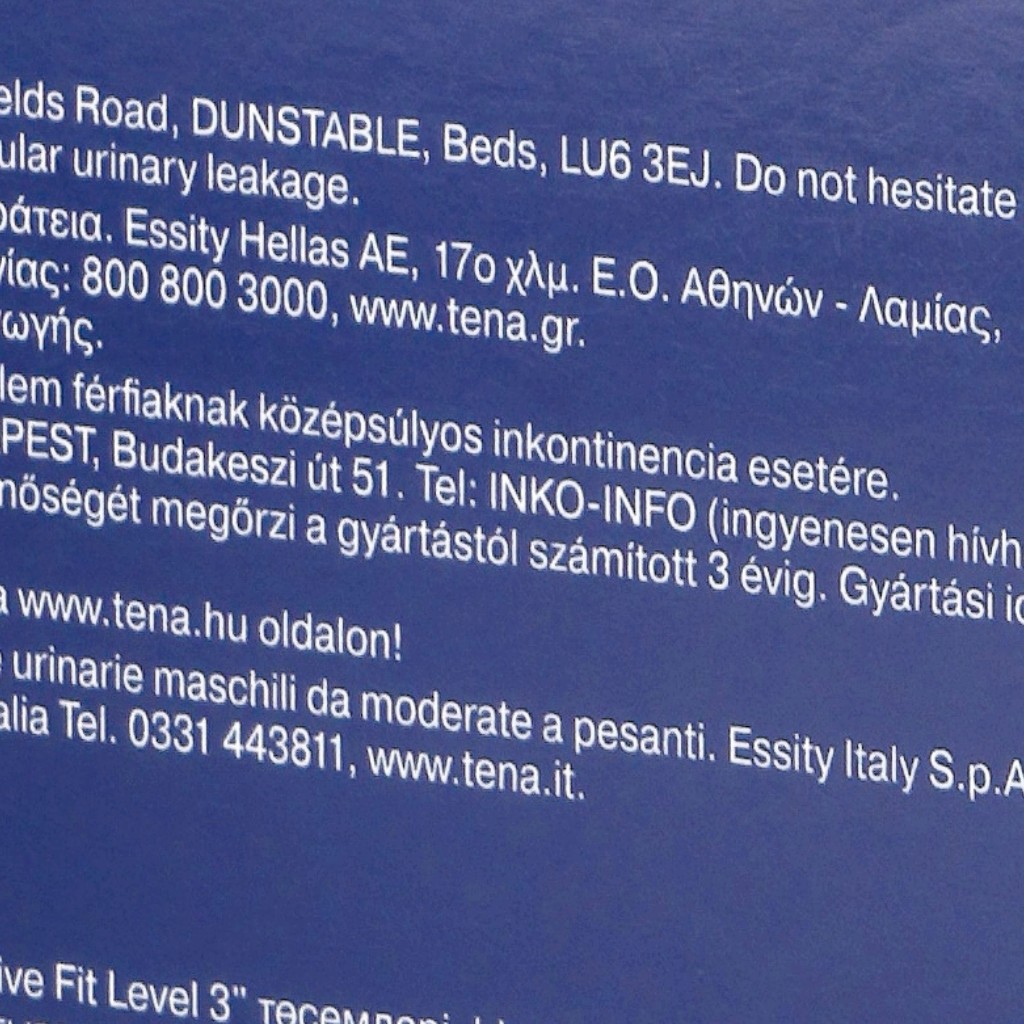 elds Road, DUNSTABLE, Beds, LU6 3EJ. Do not hesitate
ular urinary leakage.
ράτεια. Essity Hellas AE, 17ο χλμ. Ε.Ο. Αθηνών - Λαμίας,
γίας: 800 800 3000, www.tena.gr.
ωγής.
lem férfiaknak középsúlyos inkontinencia esetére.
PEST, Budakeszi út 51. Tel: INKO-INFO (ingyenesen hívh
nőségét megőrzi a gyártástól számított 3 évig. Gyártási i
a www.tena.hu oldalon!
e urinarie maschili da moderate a pesanti. Essity Italy S.p.A
alia Tel. 0331 443811, www.tena.it.
ive Fit Level 3"